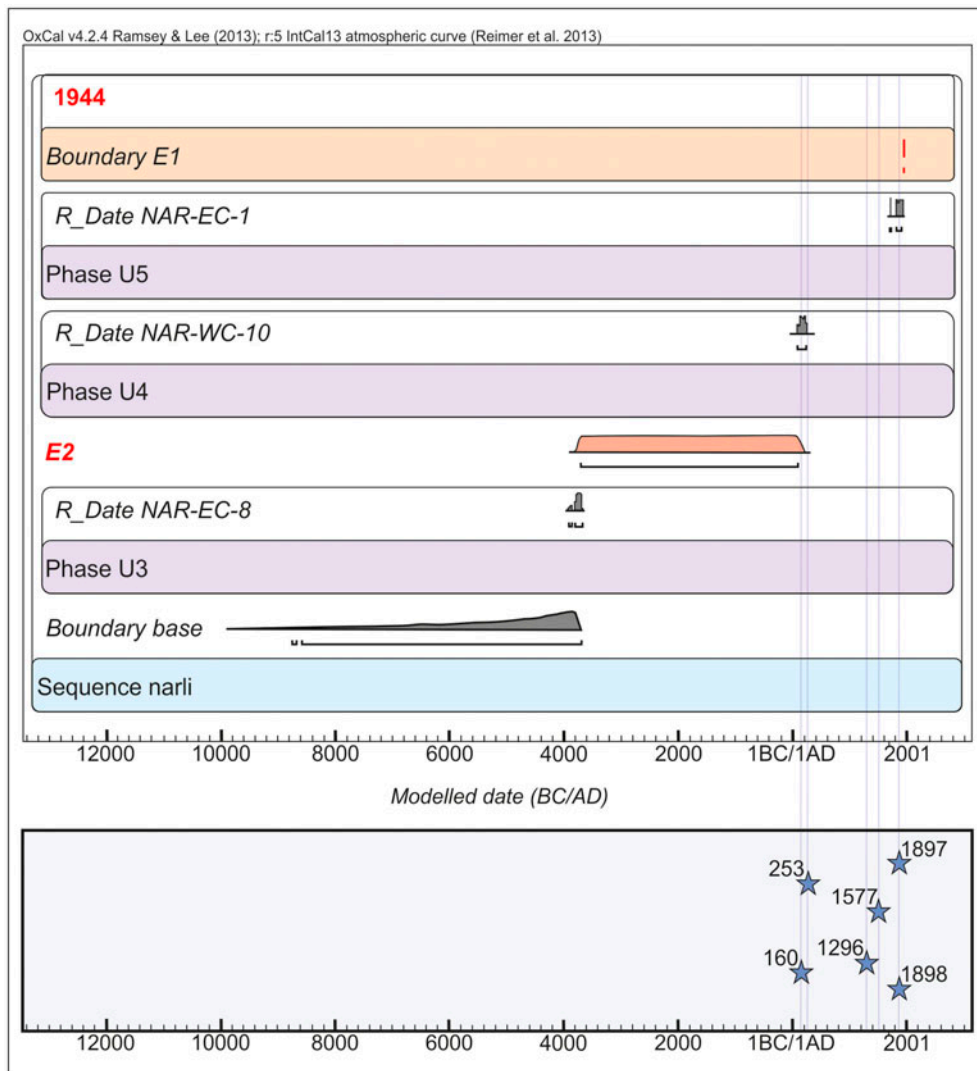 OxCal v4.2.4 Ramsey & Lee (2013); r:5 IntCal13 atmospheric curve (Reimer et al. 2013)
1944
Boundary E1
R_Date NAR-EC-1
Phase U5
R_Date NAR-WC-10
Phase U4
E2
R_Date NAR-EC-8
Phase U3
Boundary base
Sequence narli
12000 10000 8000 6000 4000 2000 1BC/1AD 2001
Modelled date (BC/AD)
1897
253
1577
1296
160
1898
12000 10000 8000 6000 4000 2000 1BC/1AD 2001